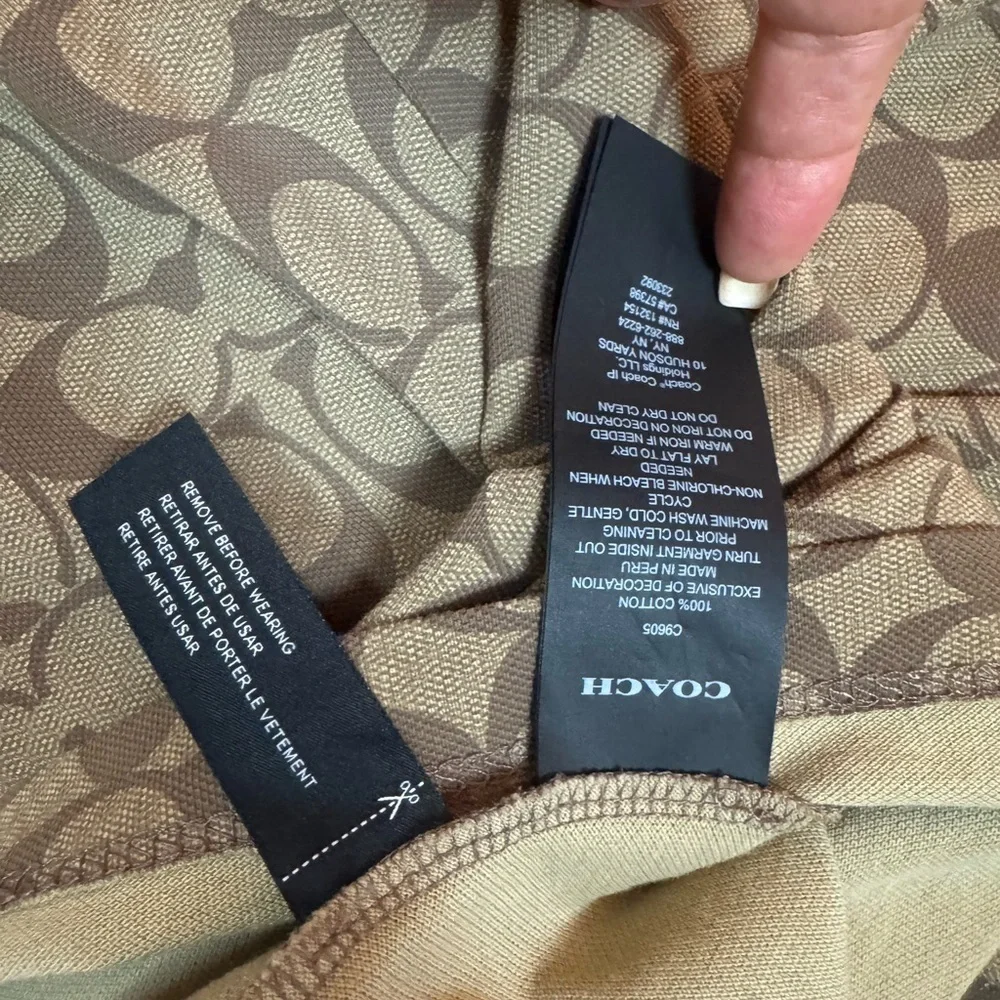 REMOVE BEFORE WEARING
RETIRAR ANTES DE USAR
RETIRER AVANT DE PORTER LE VETEMENT
RETIRE ANTES USAR
COACH
C9605
100% COTTON
EXCLUSIVE OF DECORATION
MADE IN PERU
TURN GARMENT INSIDE OUT
PRIOR TO CLEANING
MACHINE WASH COLD, GENTLE
CYCLE
NON-CHLORINE BLEACH WHEN
NEEDED
LAY FLAT TO DRY
WARM IRON IF NEEDED
DO NOT IRON ON DECORATION
DO NOT DRY CLEAN
Coach® Coach IP
Holdings LLC.
10 HUDSON YARDS
NY, NY
888-262-6224
RN# 132154
CA# 57398
233092